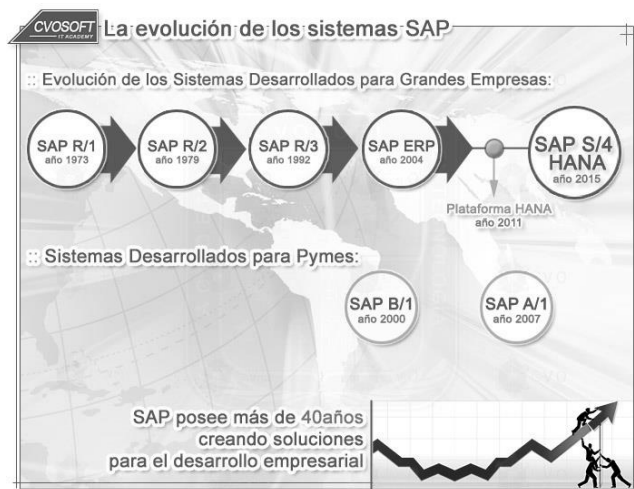 CVOSOFT
IT ACADEMY
La evolución de los sistemas SAP
:: Evolución de los Sistemas Desarrollados para Grandes Empresas:
SAP R/1
año 1973
SAP R/2
año 1979
SAP R/3
año 1992
SAP ERP
año 2004
SAP S/4
HANA
año 2015
Plataforma HANA
año 2011
:: Sistemas Desarrollados para Pymes:
SAP B/1
año 2000
SAP A/1
año 2007
SAP posee más de 40años
creando soluciones
para el desarrollo empresarial